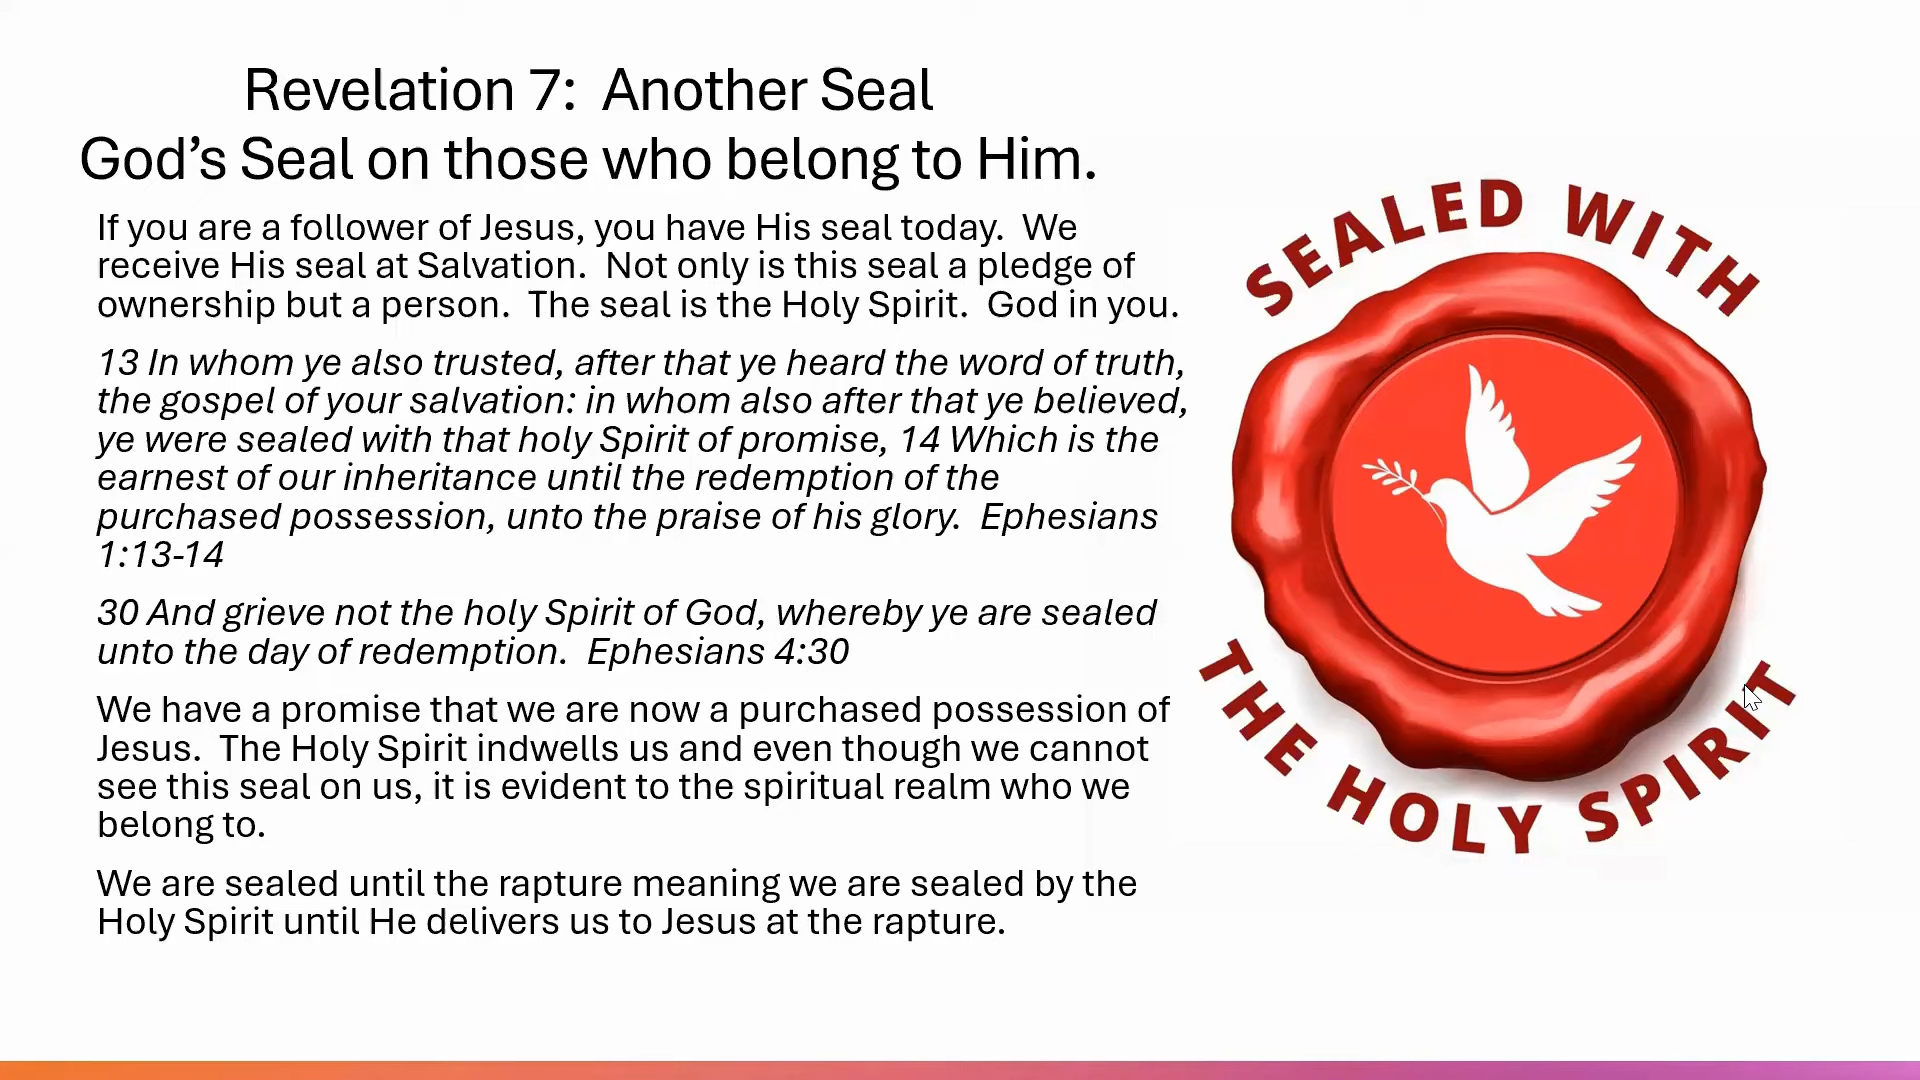 Revelation 7:  Another Seal
God’s Seal on those who belong to Him.
If you are a follower of Jesus, you have His seal today.  We
receive His seal at Salvation.  Not only is this seal a pledge of
ownership but a person.  The seal is the Holy Spirit.  God in you.
13 In whom ye also trusted, after that ye heard the word of truth,
the gospel of your salvation: in whom also after that ye believed,
ye were sealed with that holy Spirit of promise, 14 Which is the
earnest of our inheritance until the redemption of the
purchased possession, unto the praise of his glory.  Ephesians
1:13-14
30 And grieve not the holy Spirit of God, whereby ye are sealed
unto the day of redemption.  Ephesians 4:30
We have a promise that we are now a purchased possession of
Jesus.  The Holy Spirit indwells us and even though we cannot
see this seal on us, it is evident to the spiritual realm who we
belong to.
We are sealed until the rapture meaning we are sealed by the
Holy Spirit until He delivers us to Jesus at the rapture.
SEALED WITH
THE HOLY SPIRIT